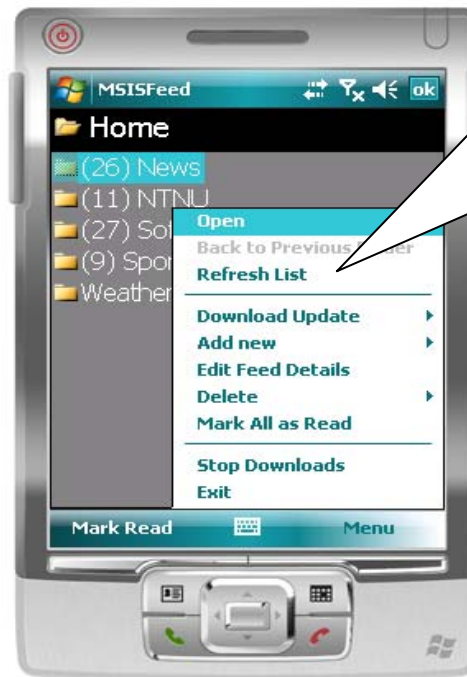 MSISFeed
ok
Home
(26) News
(11) NTNU
(27) Sof
(9) Spor
Weather
Open
Back to Previous
Refresh List
Download Update
Add new
Edit Feed Details
Delete
Mark All as Read
Stop Downloads
Exit
Mark Read
Menu